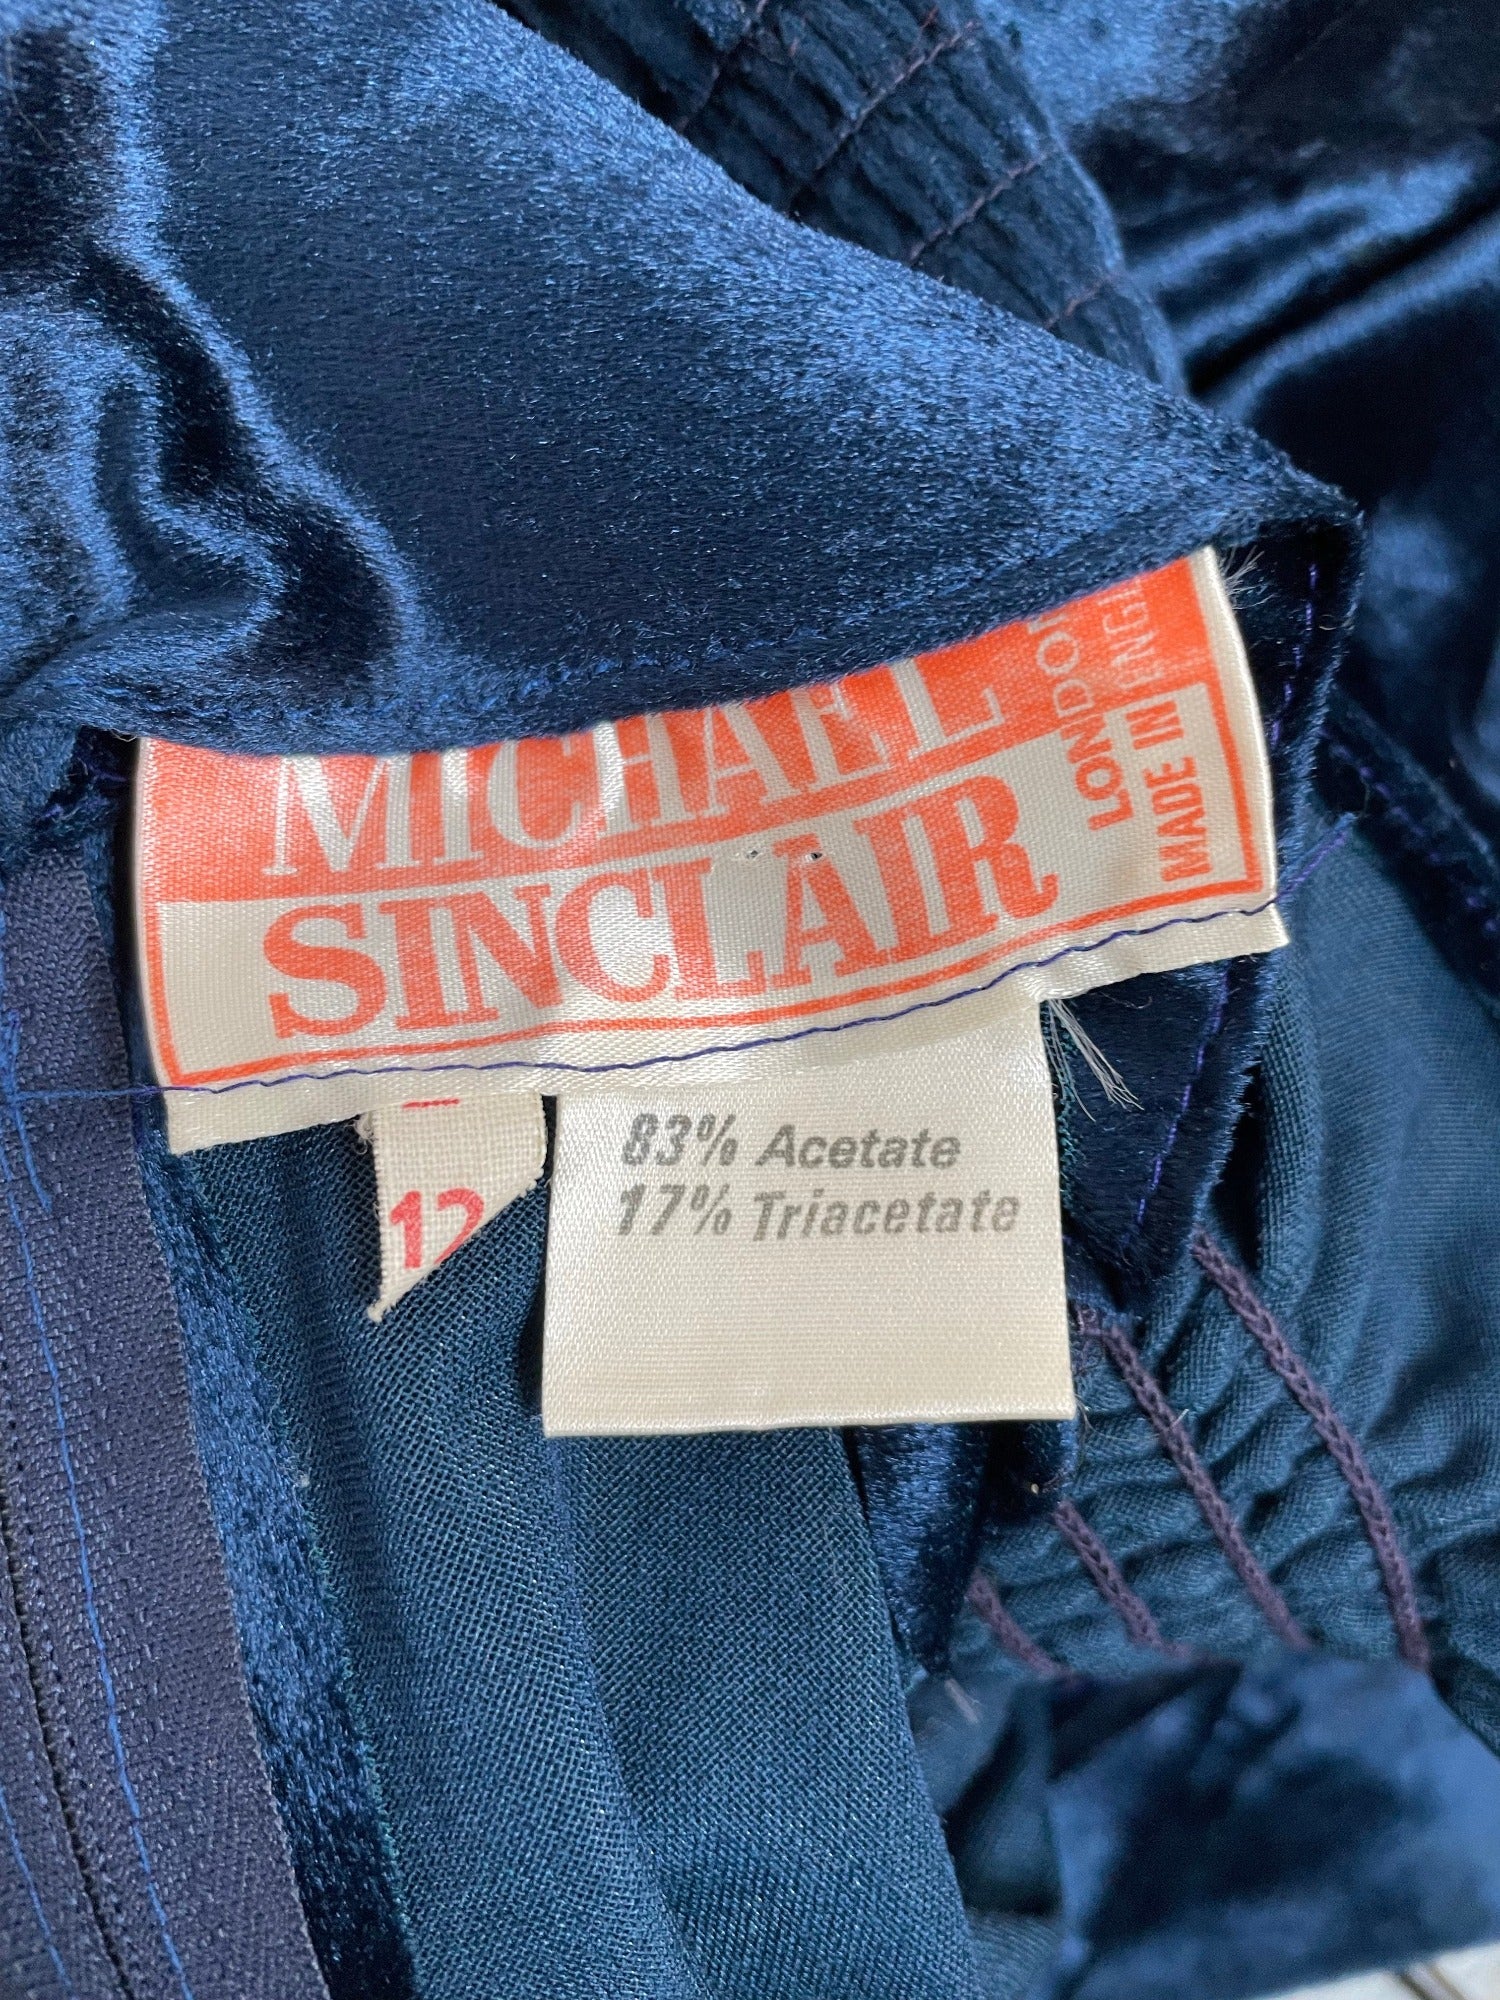 MICHAEL
SINCLAIR
LONDON
MADE IN
12
83% Acetate
17% Triacetate